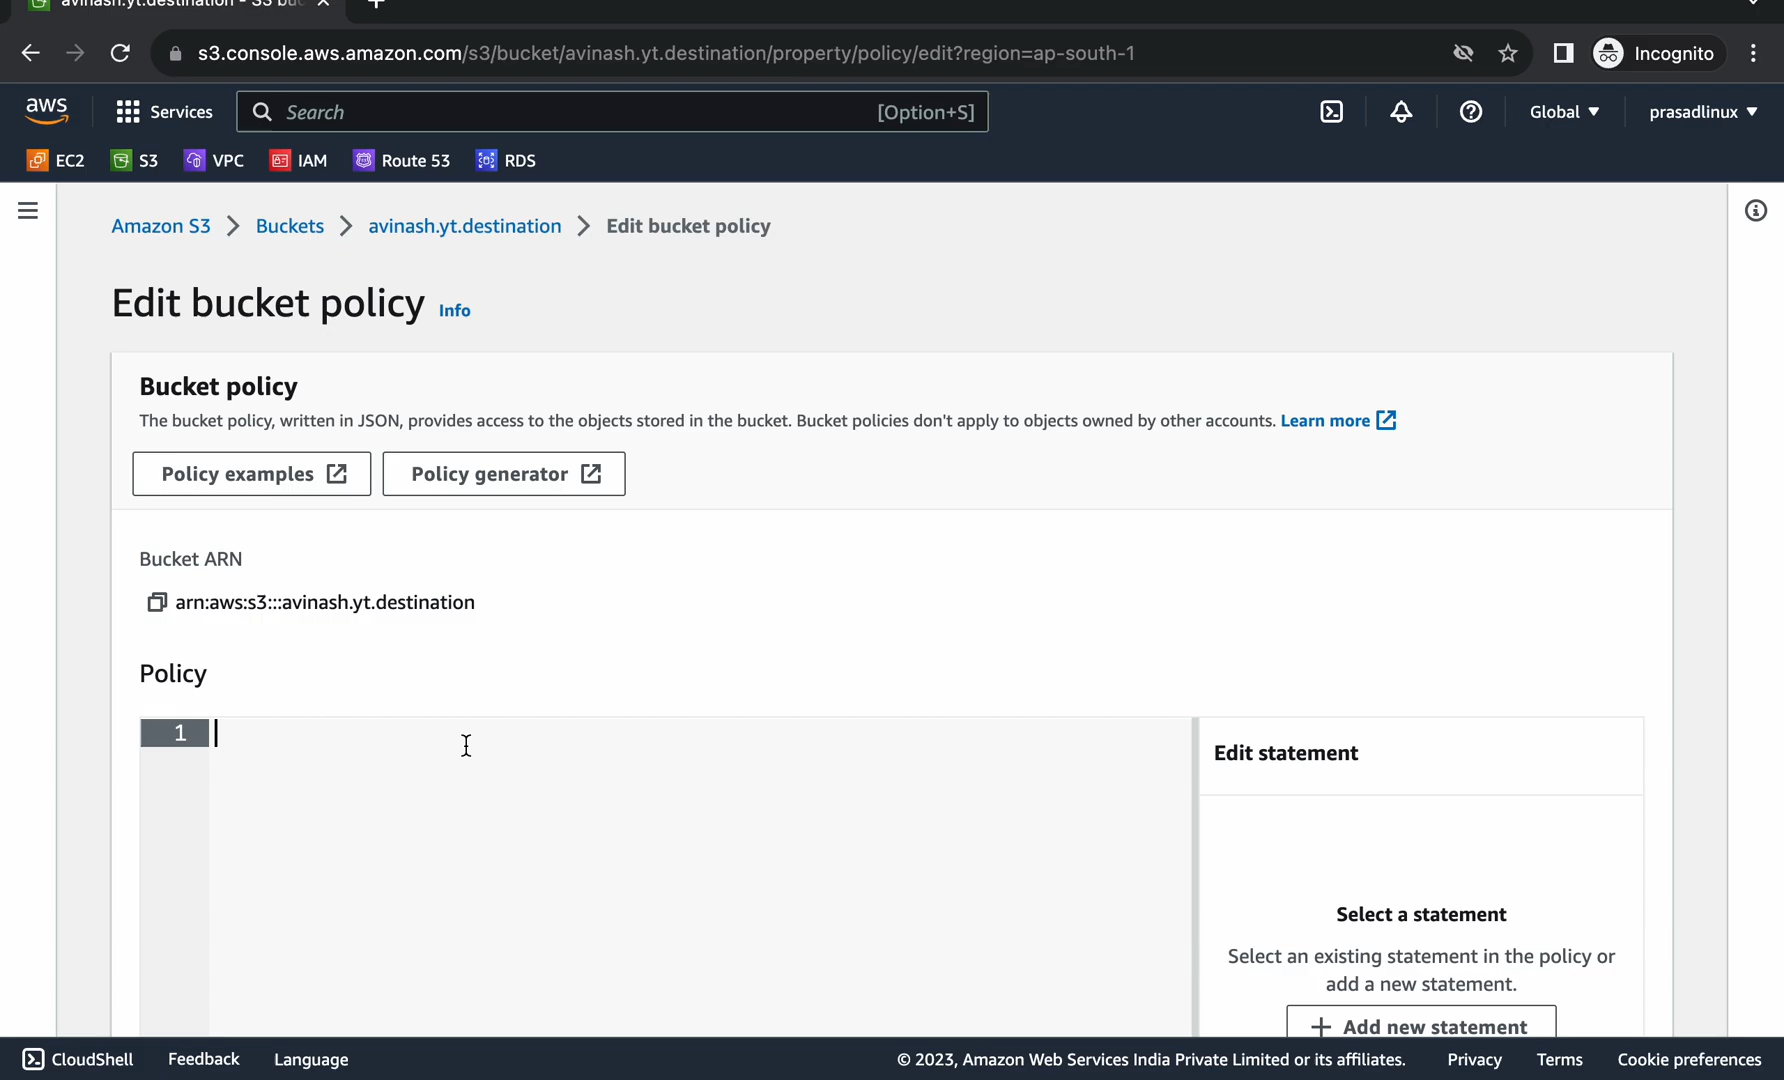 avinash.yt.destination - S3 buc
s3.console.aws.amazon.com/s3/bucket/avinash.yt.destination/property/policy/edit?region=ap-south-1
Incognito
aws
Services
Search
[Option+S]
Global
prasadlinux
EC2
S3
VPC
IAM
Route 53
RDS
Amazon S3
Buckets
avinash.yt.destination
Edit bucket policy
Edit bucket policy Info
Bucket policy
The bucket policy, written in JSON, provides access to the objects stored in the bucket. Bucket policies don't apply to objects owned by other accounts. Learn more
Policy examples
Policy generator
Bucket ARN
arn:aws:s3:::avinash.yt.destination
Policy
1
Edit statement
Select a statement
Select an existing statement in the policy or
add a new statement.
Add new statement
CloudShell
Feedback
Language
© 2023, Amazon Web Services India Private Limited or its affiliates.
Privacy
Terms
Cookie preferences